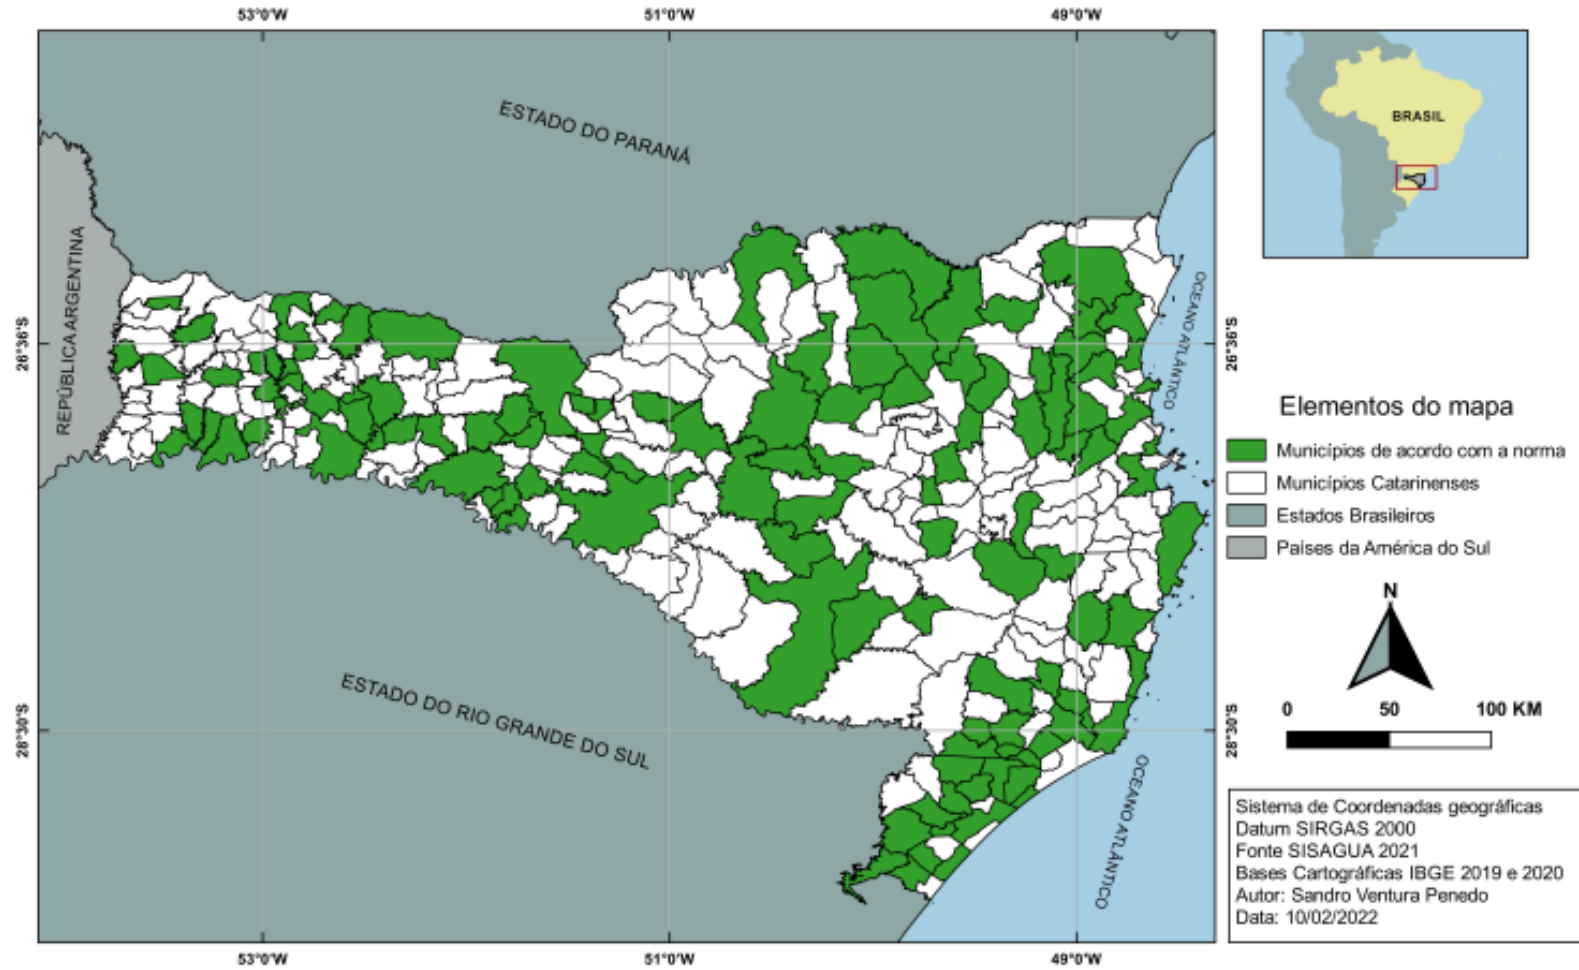 53°0'W
51°0'W
49°0'W
ESTADO DO PARANÁ
BRASIL
REPÚBLICA ARGENTINA
OCEANO ATLÂNTICO
26°36'S
26°36'S
Elementos do mapa
Municípios de acordo com a norma
Municípios Catarinenses
Estados Brasileiros
Países da América do Sul
N
ESTADO DO RIO GRANDE DO SUL
0 50 100 KM
28°30'S
28°30'S
OCEANO ATLÂNTICO
Sistema de Coordenadas geográficas
Datum SIRGAS 2000
Fonte SISAGUA 2021
Bases Cartográficas IBGE 2019 e 2020
Autor: Sandro Ventura Penedo
Data: 10/02/2022
53°0'W
51°0'W
49°0'W